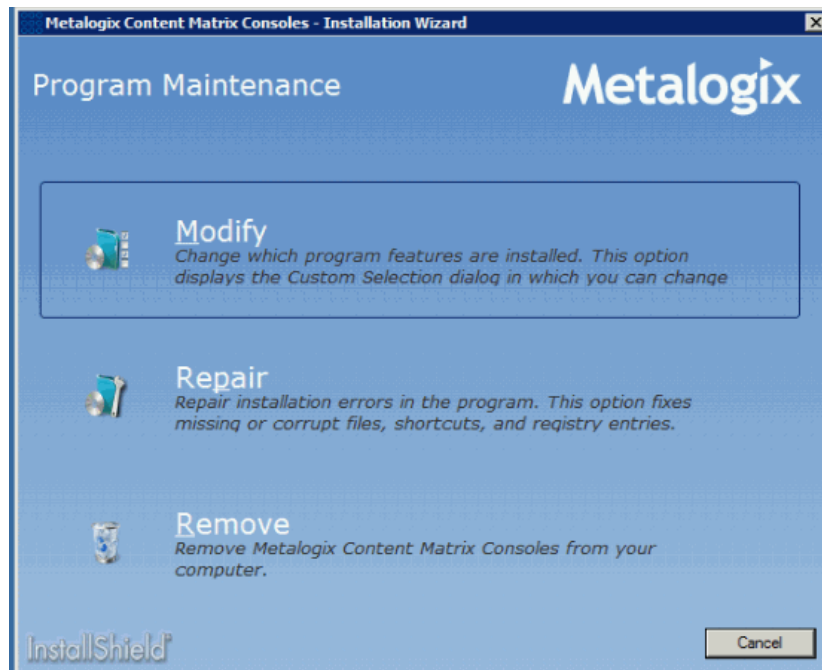 Metalogix Content Matrix Consoles - Installation Wizard
Program Maintenance
Metalogix
Modify
Change which program features are installed. This option
displays the Custom Selection dialog in which you can change
Repair
Repair installation errors in the program. This option fixes
missing or corrupt files, shortcuts, and registry entries.
Remove
Remove Metalogix Content Matrix Consoles from your
computer.
InstallShield
Cancel